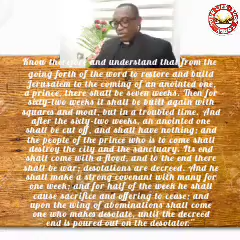 Know therefore and understand that from the
going forth of the word to restore and build
Jerusalem to the coming of an anointed one,
a prince, there shall be seven weeks. Then for
sixty-two weeks it shall be built again with
squares and moat, but in a troubled time. And
after the sixty-two weeks, an anointed one
shall be cut off, and shall have nothing; and
the people of the prince who is to come shall
destroy the city and the sanctuary. Its end
shall come with a flood, and to the end there
shall be war; desolations are decreed. And he
shall make a strong covenant with many for
one week; and for half of the week he shall
cause sacrifice and offering to cease; and
upon the wing of abominations shall come
one who makes desolate, until the decreed
end is poured out on the desolator."